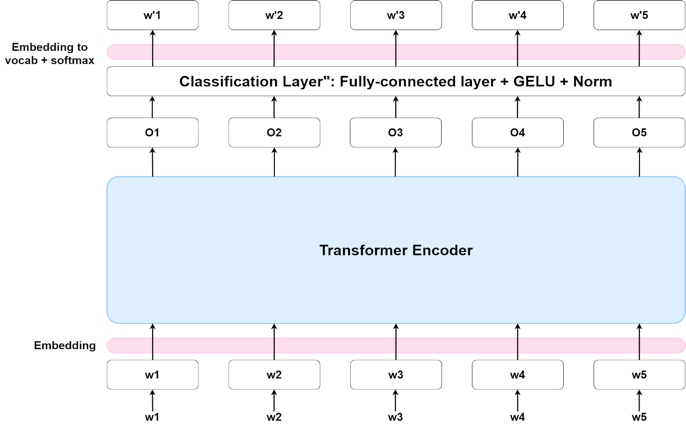 w'1 w'2 w'3 w'4 w'5
Embedding to
vocab + softmax
Classification Layer": Fully-connected layer + GELU + Norm
O1 O2 O3 O4 O5
Transformer Encoder
Embedding
w1 w2 w3 w4 w5
w1 w2 w3 w4 w5